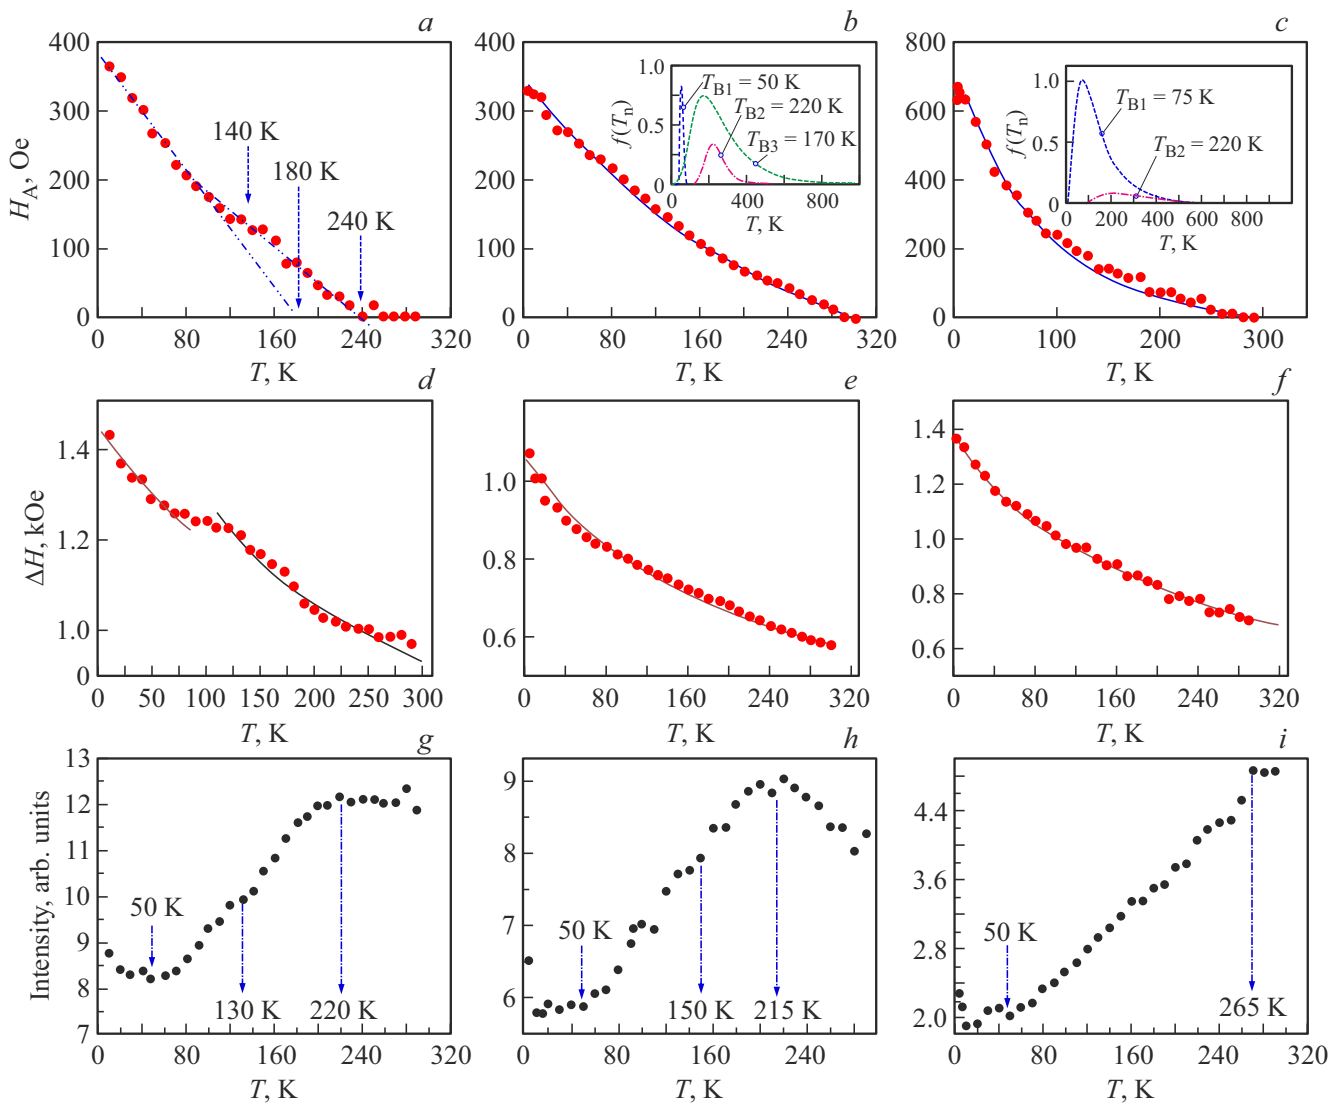 a
400
300
200
100
0
H_A, Oe
140 K
180 K
240 K
0 80 160 240 320
T, K
b
400
300
200
100
0
1.0
0.5
0
f(T_n)
T_B1 = 50 K
T_B2 = 220 K
T_B3 = 170 K
0 400 800
T, K
0 80 160 240 320
T, K
c
800
600
400
200
0
1.0
0.5
0
f(T_n)
T_B1 = 75 K
T_B2 = 220 K
0 200 400 600 800
T, K
0 100 200 300
T, K
d
1.4
1.2
1.0
0
ΔH, kOe
0 50 100 125 150 200 250 300
T, K
e
1.0
0.8
0.6
0 80 160 240 320
T, K
f
1.4
1.2
1.0
0.8
0.6
0 80 160 240 320
T, K
g
13
12
11
10
9
8
7
Intensity, arb. units
50 K
130 K
220 K
0 80 160 240 320
T, K
h
9
8
7
6
50 K
150 K
215 K
0 80 160 240 320
T, K
i
4.4
3.6
2.8
2.0
50 K
265 K
0 80 160 240 320
T, K